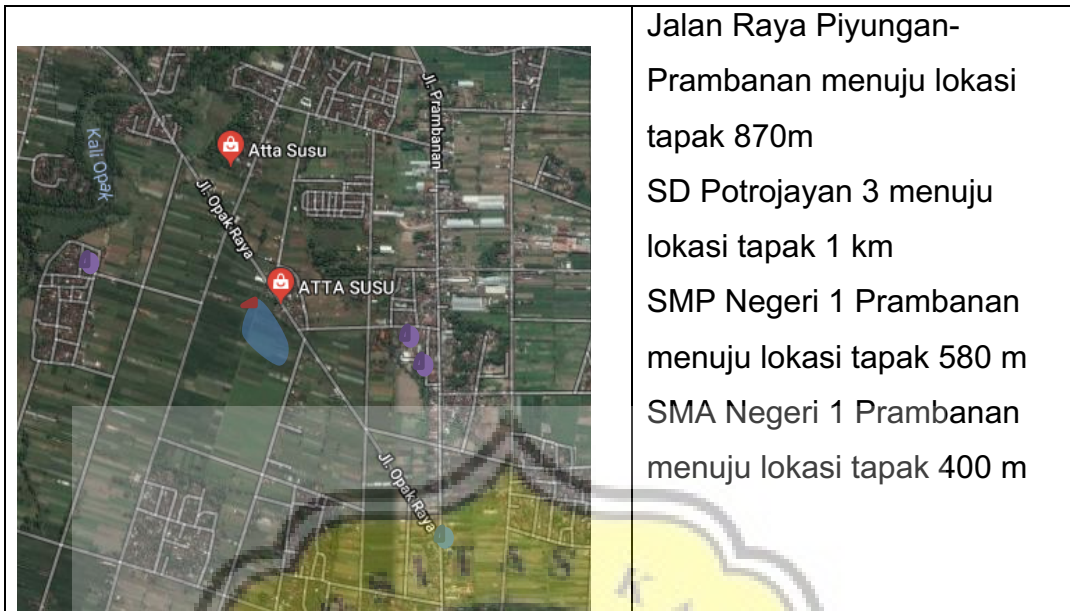 Jl. Prambanan
Kali Opak
Atta Susu
Jl. Opak Raya
ATTA SUSU
Jl. Opak Raya
Jalan Raya Piyungan-
Prambanan menuju lokasi
tapak 870m
SD Potrojayan 3 menuju
lokasi tapak 1 km
SMP Negeri 1 Prambanan
menuju lokasi tapak 580 m
SMA Negeri 1 Prambanan
menuju lokasi tapak 400 m
I T A S
K